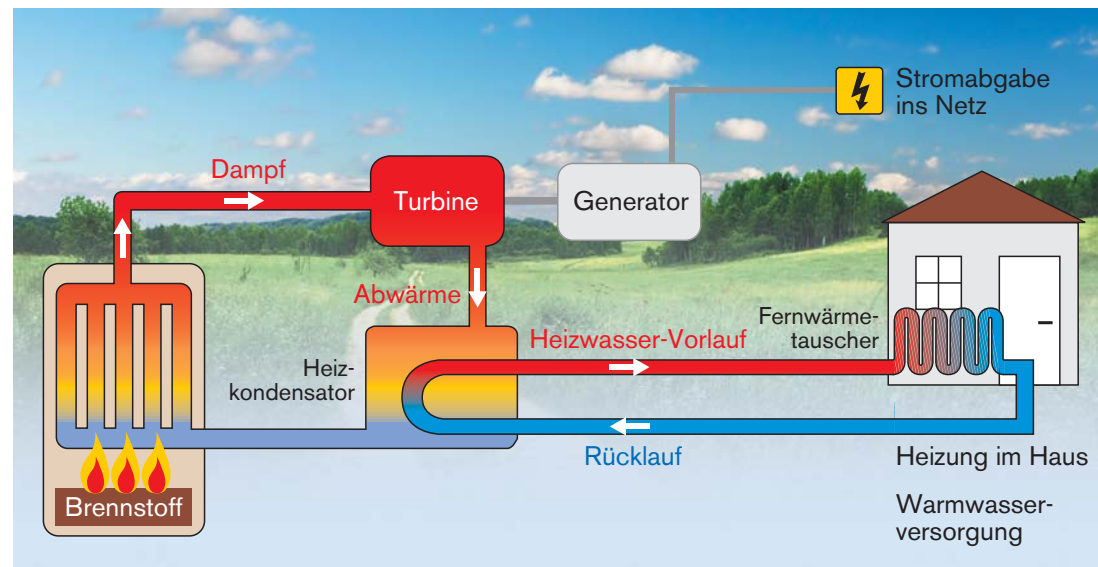 Stromabgabe
ins Netz
Dampf
Turbine
Generator
Abwärme
Heizwasser-Vorlauf
Fernwärme-
tauscher
Heiz-
kondensator
Rücklauf
Heizung im Haus
Brennstoff
Warmwasser-
versorgung